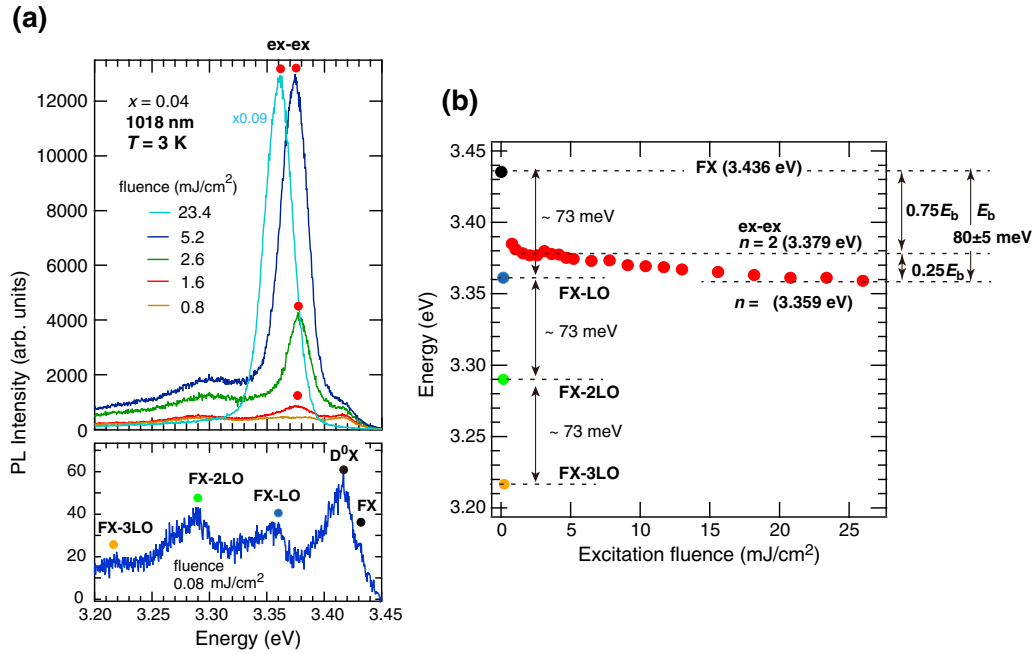 (a)
ex-ex
12000
10000
8000
6000
4000
2000
0
x = 0.04
1018 nm
T = 3 K
x0.09
fluence (mJ/cm²)
23.4
5.2
2.6
1.6
0.8
PL Intensity (arb. units)
60
40
20
0
FX-3LO
FX-2LO
FX-LO
D⁰X
FX
fluence
0.08 mJ/cm²
3.20
3.25
3.30
3.35
3.40
3.45
Energy (eV)
(b)
3.45
3.40
3.35
3.30
3.25
3.20
Energy (eV)
FX (3.436 eV)
~ 73 meV
ex-ex
n = 2 (3.379 eV)
FX-LO
n = (3.359 eV)
~ 73 meV
FX-2LO
~ 73 meV
FX-3LO
0.75Eb
Eb
80±5 meV
0.25Eb
0
5
10
15
20
25
Excitation fluence (mJ/cm²)